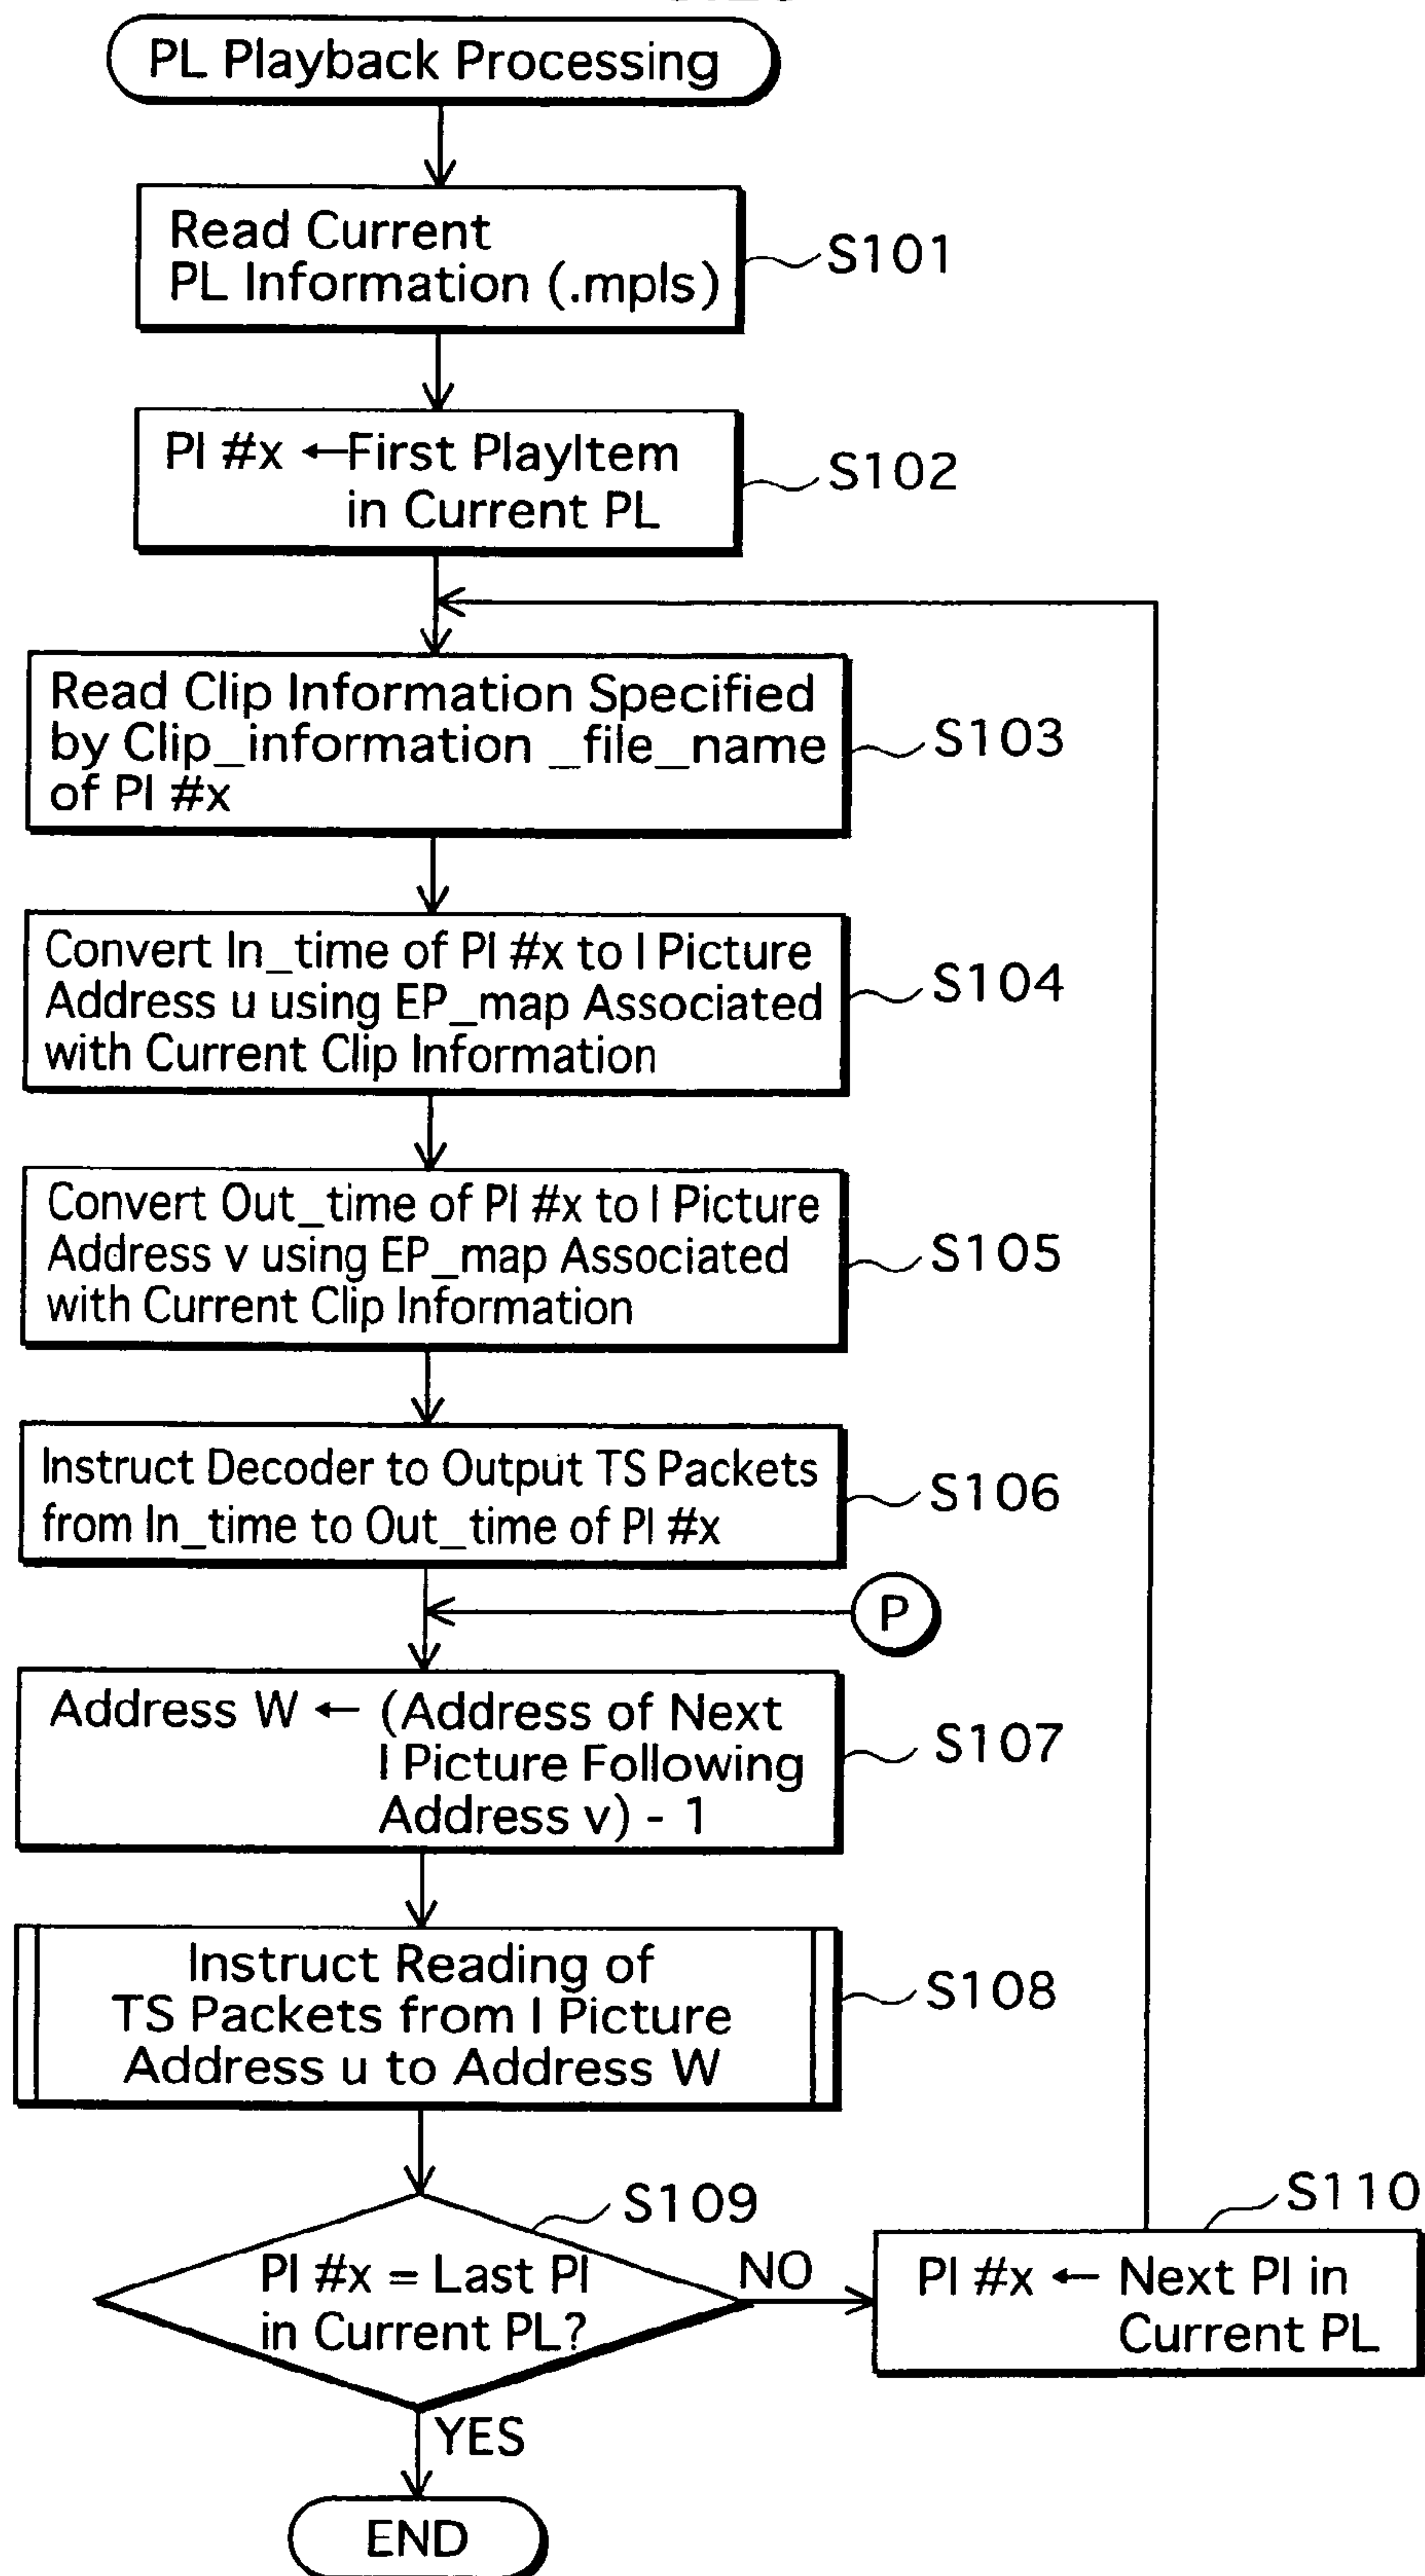 PL Playback Processing
Read Current
PL Information (.mpls)
S101
PI #x ←First PlayItem
in Current PL
S102
Read Clip Information Specified
by Clip_information _file_name
of PI #x
S103
Convert In_time of PI #x to I Picture
Address u using EP_map Associated
with Current Clip Information
S104
Convert Out_time of PI #x to I Picture
Address v using EP_map Associated
with Current Clip Information
S105
Instruct Decoder to Output TS Packets
from In_time to Out_time of PI #x
S106
P
Address W ← (Address of Next
I Picture Following
Address v) - 1
S107
Instruct Reading of
TS Packets from I Picture
Address u to Address W
S108
S109
PI #x = Last PI
in Current PL?
NO
S110
PI #x ← Next PI in
Current PL
YES
END